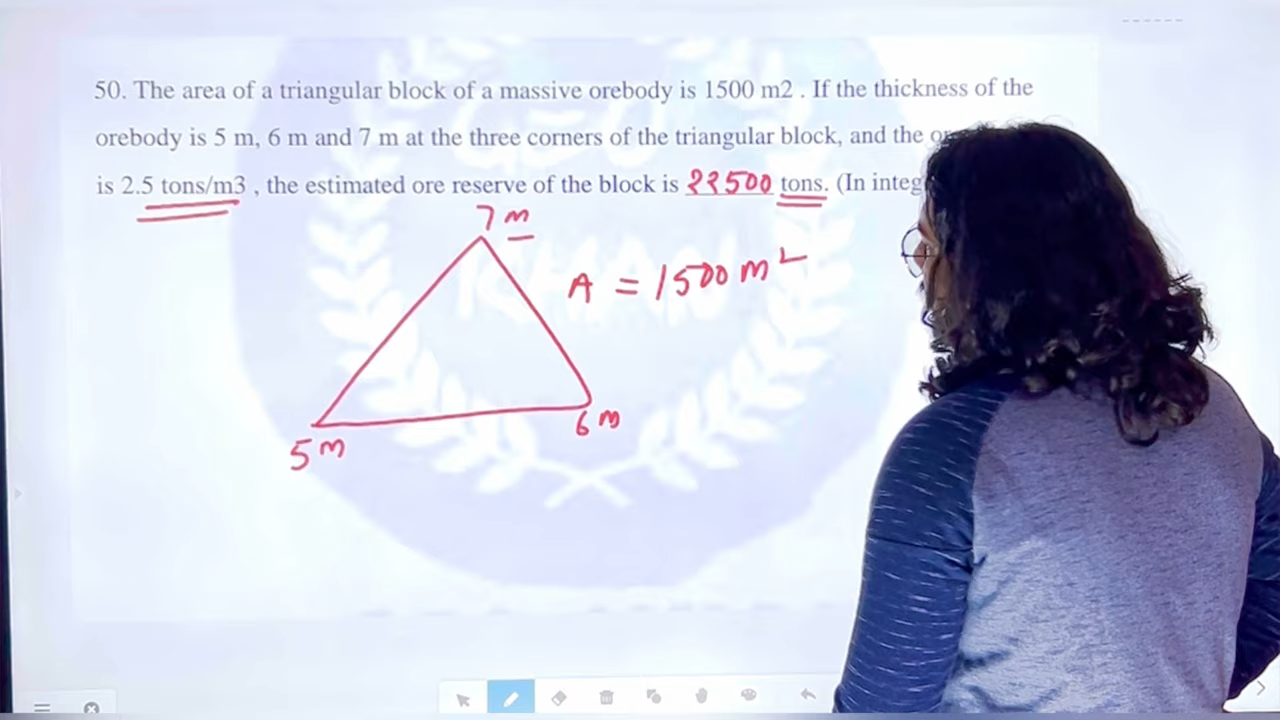 50. The area of a triangular block of a massive orebody is 1500 m2 . If the thickness of the
orebody is 5 m, 6 m and 7 m at the three corners of the triangular block, and the
is 2.5 tons/m3 , the estimated ore reserve of the block is 22500 tons. (In
7 m
A = 1500 m²
6 m
5 m